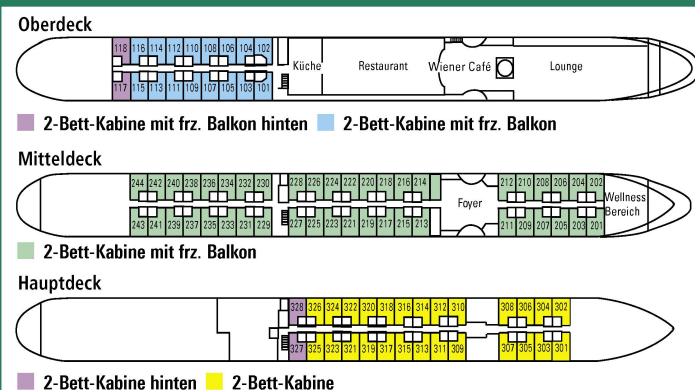 Oberdeck
118 116 114 112 110 108 106 104 102
Küche Restaurant Wiener Café Lounge
117 115 113 111 109 107 105 103 101
2-Bett-Kabine mit frz. Balkon hinten 2-Bett-Kabine mit frz. Balkon
Mitteldeck
244 242 240 238 236 234 232 230 228 226 224 222 220 218 216 214 212 210 208 206 204 202
Foyer Wellness
Bereich
243 241 239 237 235 233 231 229 227 225 223 221 219 217 215 213 211 209 207 205 203 201
2-Bett-Kabine mit frz. Balkon
Hauptdeck
328 326 324 322 320 318 316 314 312 310 308 306 304 302
327 325 323 321 319 317 315 313 311 309 307 305 303 301
2-Bett-Kabine hinten 2-Bett-Kabine